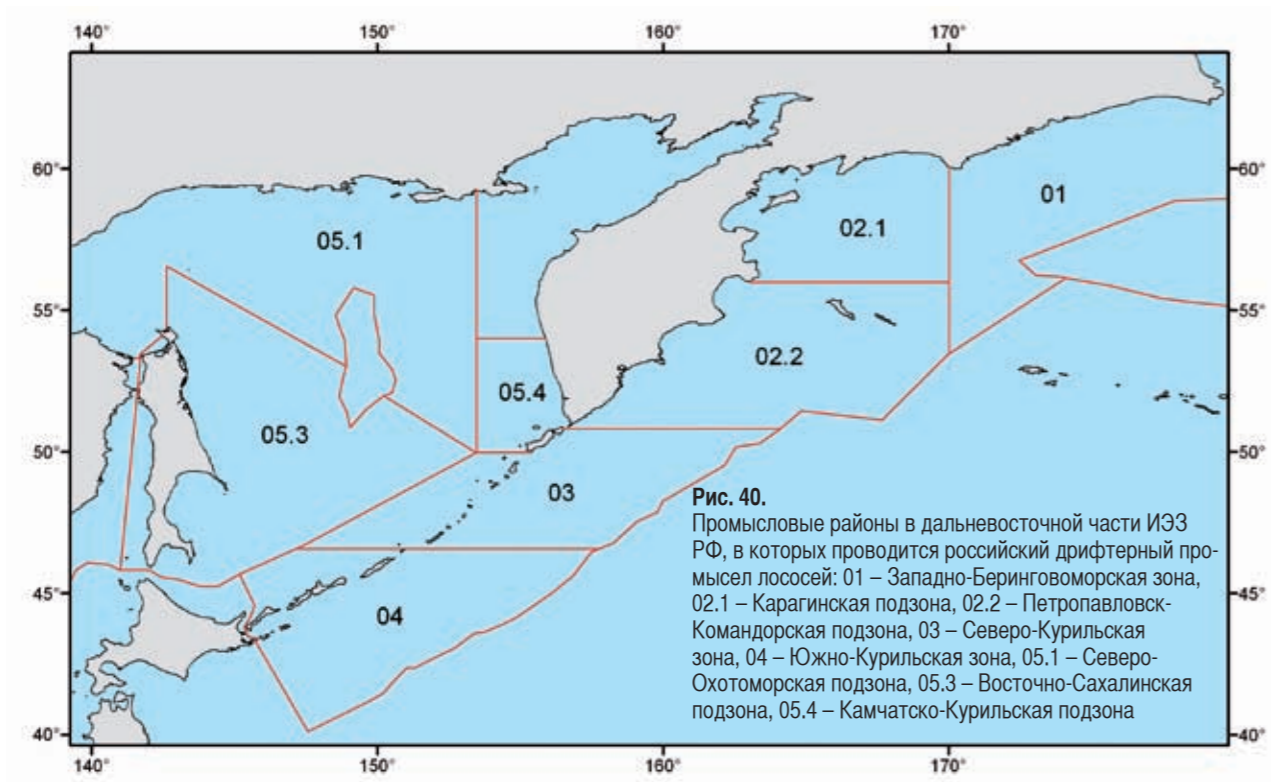 140° 150° 160° 170°
60° 60°
01
02.1
05.1
55° 55°
02.2
05.4
05.3
50° 50°
03
Рис. 40.
Промысловые районы в дальневосточной части ИЭЗ
РФ, в которых проводится российский дрифтерный про-
мысел лососей: 01 – Западно-Беринговоморская зона,
02.1 – Карагинская подзона, 02.2 – Петропавловск-
Командорская подзона, 03 – Северо-Курильская
зона, 04 – Южно-Курильская зона, 05.1 – Северо-
Охотоморская подзона, 05.3 – Восточно-Сахалинская
подзона, 05.4 – Камчатско-Курильская подзона
45° 45°
04
40° 40°
140° 150° 160° 170°